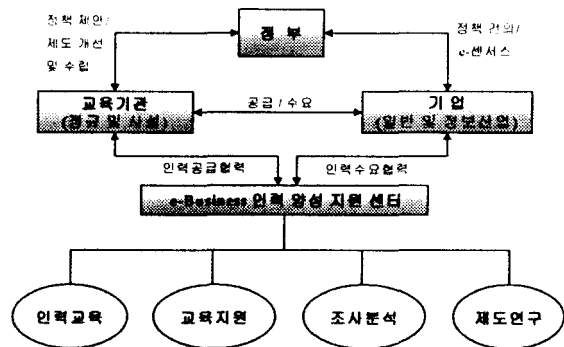 정책 제안/
제도 개선
및 수립
정 부
정책 건의/
e-센서스
교육기관
(정규 및 사설)
공급 / 수요
기 업
(일반 및 정보산업)
인력공급협력
인력수요협력
e-Business 인력 양성 지원 센터
인력교육
교육지원
조사분석
제도연구